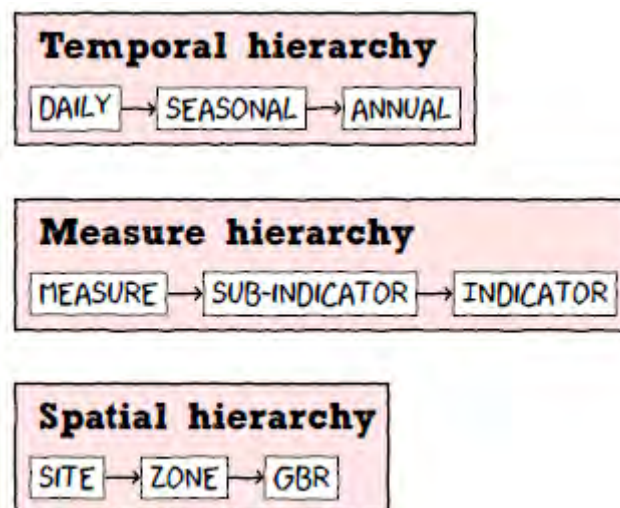 Temporal hierarchy
DAILY → SEASONAL → ANNUAL
Measure hierarchy
MEASURE → SUB-INDICATOR → INDICATOR
Spatial hierarchy
SITE → ZONE → GBR